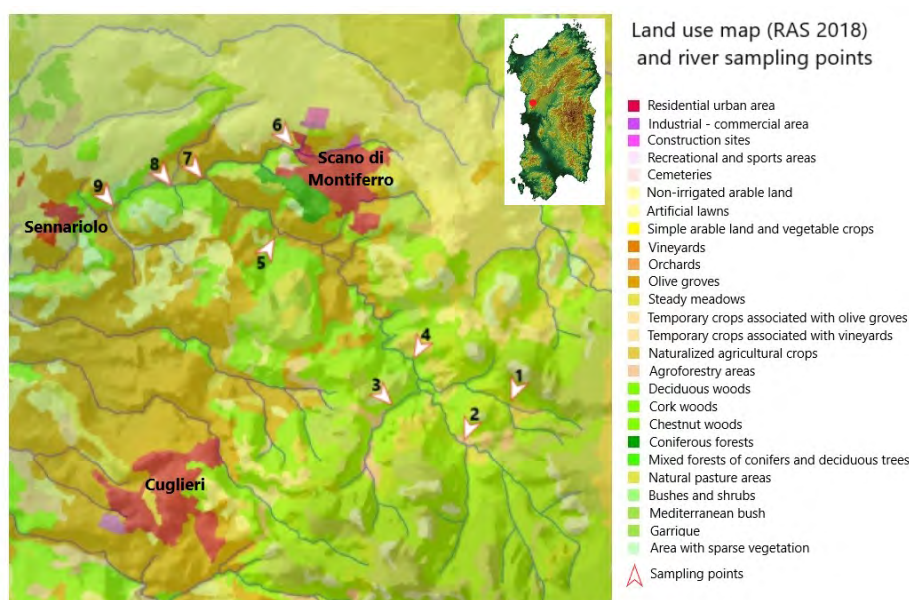 Land use map (RAS 2018)
and river sampling points
Residential urban area
Industrial - commercial area
Construction sites
Recreational and sports areas
Cemeteries
Non-irrigated arable land
Artificial lawns
Simple arable land and vegetable crops
Vineyards
Orchards
Olive groves
Steady meadows
Temporary crops associated with olive groves
Temporary crops associated with vineyards
Naturalized agricultural crops
Agroforestry areas
Deciduous woods
Cork woods
Chestnut woods
Coniferous forests
Mixed forests of conifers and deciduous trees
Natural pasture areas
Bushes and shrubs
Mediterranean bush
Garrigue
Area with sparse vegetation
Sampling points
6
Scano di
Montiferro
7
8
9
Sennariolo
5
4
3
1
2
Cuglieri